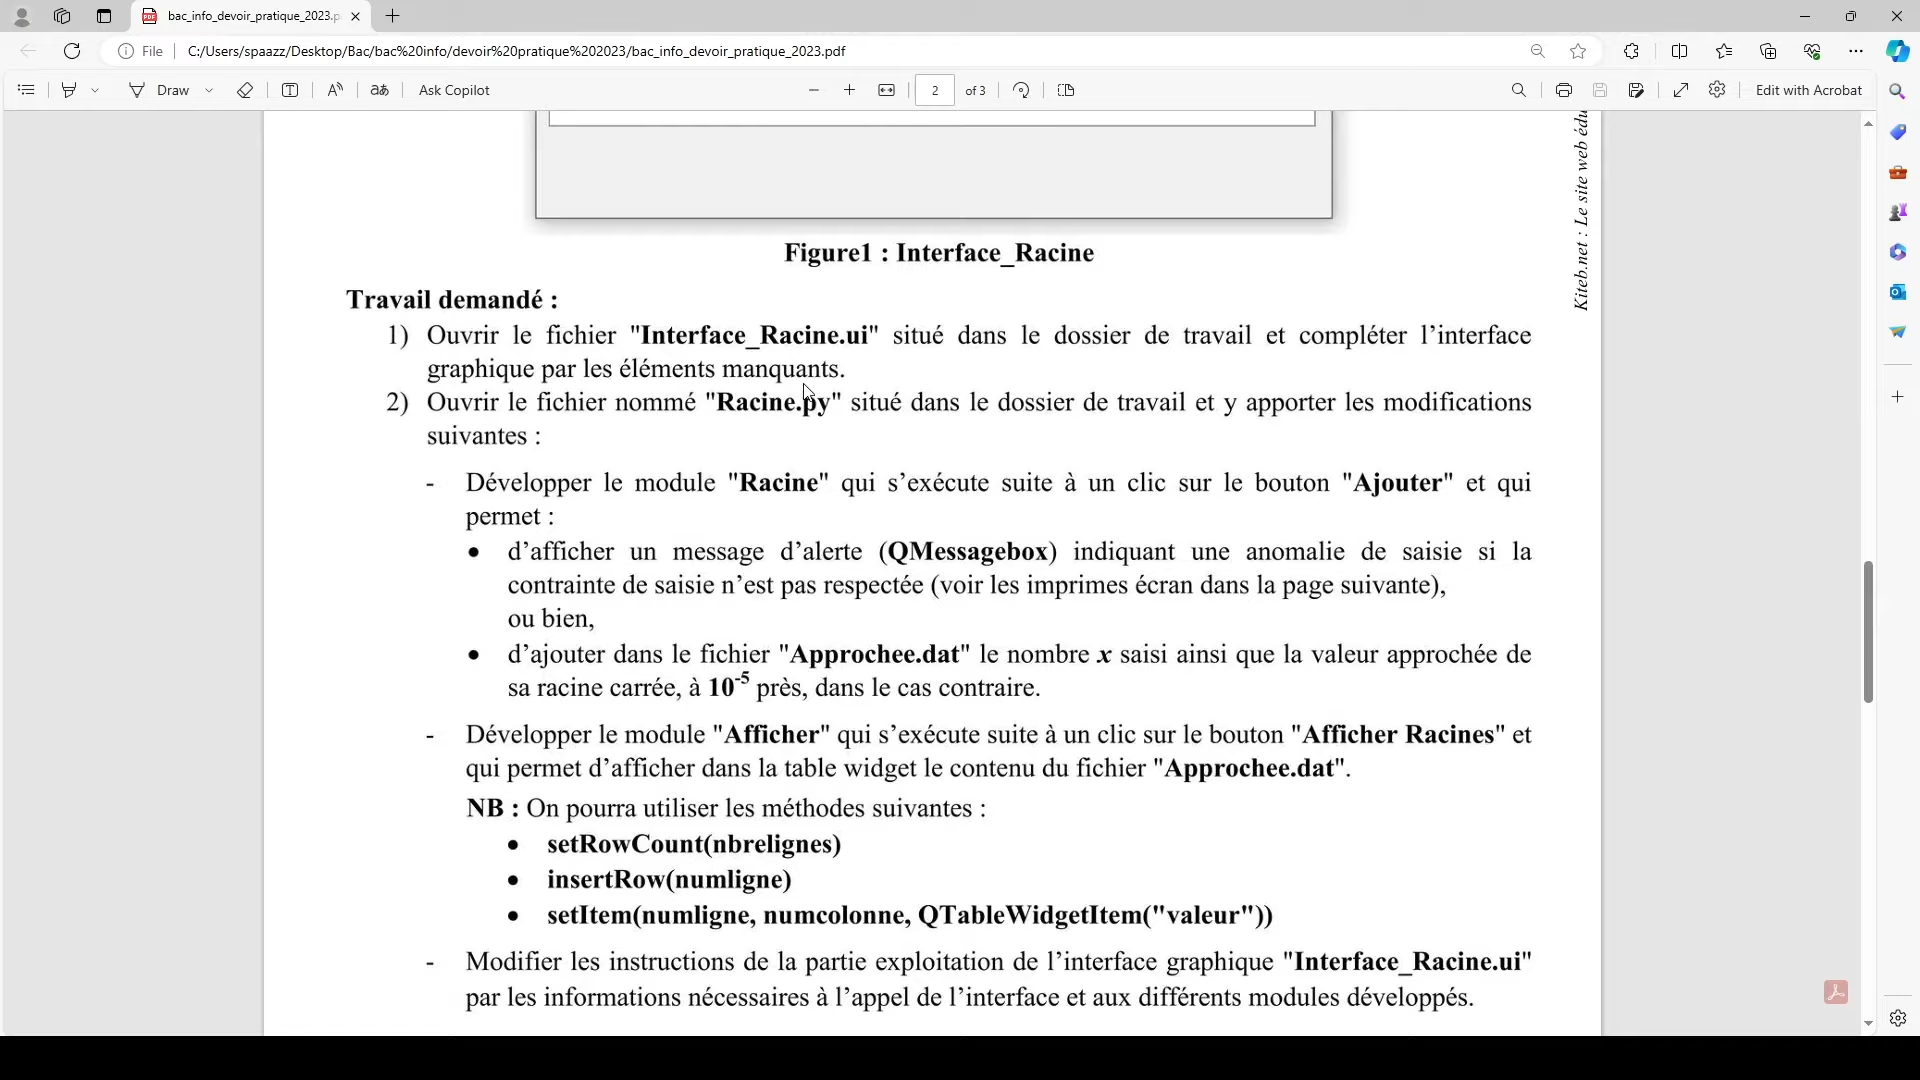 bac_info_devoir_pratique_2023.p
File
C:/Users/spaazz/Desktop/Bac/bac%20info/devoir%20pratique%202023/bac_info_devoir_pratique_2023.pdf
Draw
Ask Copilot
2
of 3
Edit with Acrobat
Kiteb.net : Le site web édu
Figure1 : Interface_Racine
Travail demandé :
1) Ouvrir le fichier "Interface_Racine.ui" situé dans le dossier de travail et compléter l’interface
graphique par les éléments manquants.
2) Ouvrir le fichier nommé "Racine.py" situé dans le dossier de travail et y apporter les modifications
suivantes :
- Développer le module "Racine" qui s’exécute suite à un clic sur le bouton "Ajouter" et qui
permet :
• d’afficher un message d’alerte (QMessagebox) indiquant une anomalie de saisie si la
contrainte de saisie n’est pas respectée (voir les imprimes écran dans la page suivante),
ou bien,
• d’ajouter dans le fichier "Approchee.dat" le nombre x saisi ainsi que la valeur approchée de
sa racine carrée, à 10-5 près, dans le cas contraire.
- Développer le module "Afficher" qui s’exécute suite à un clic sur le bouton "Afficher Racines" et
qui permet d’afficher dans la table widget le contenu du fichier "Approchee.dat".
NB : On pourra utiliser les méthodes suivantes :
• setRowCount(nbrelignes)
• insertRow(numligne)
• setItem(numligne, numcolonne, QTableWidgetItem("valeur"))
- Modifier les instructions de la partie exploitation de l’interface graphique "Interface_Racine.ui"
par les informations nécessaires à l’appel de l’interface et aux différents modules développés.